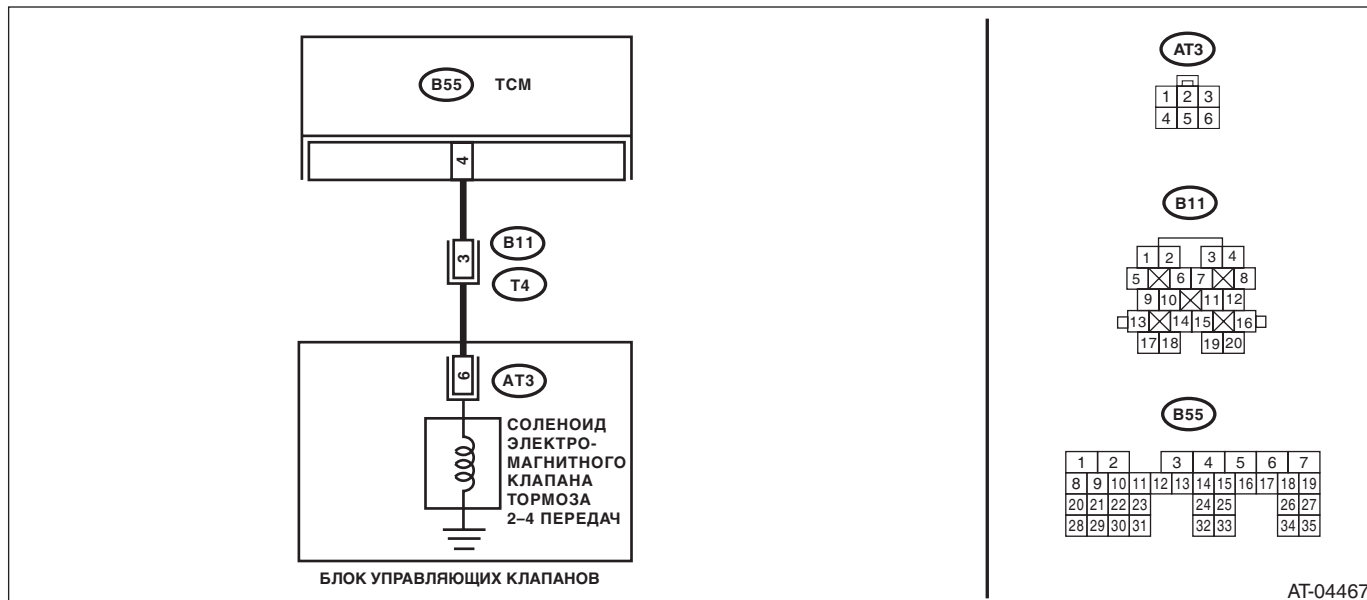 B55 TCM
4
3
B11
T4
6
AT3
СОЛЕНОИД
ЭЛЕКТРО-
МАГНИТНОГО
КЛАПАНА
ТОРМОЗА
2–4 ПЕРЕДАЧ
БЛОК УПРАВЛЯЮЩИХ КЛАПАНОВ
AT3
1 2 3
4 5 6
B11
1 2 3 4
5 6 7 8
9 10 11 12
13 14 15 16
17 18 19 20
B55
1 2 3 4 5 6 7
8 9 10 11 12 13 14 15 16 17 18 19
20 21 22 23 24 25 26 27
28 29 30 31 32 33 34 35
AT-04467